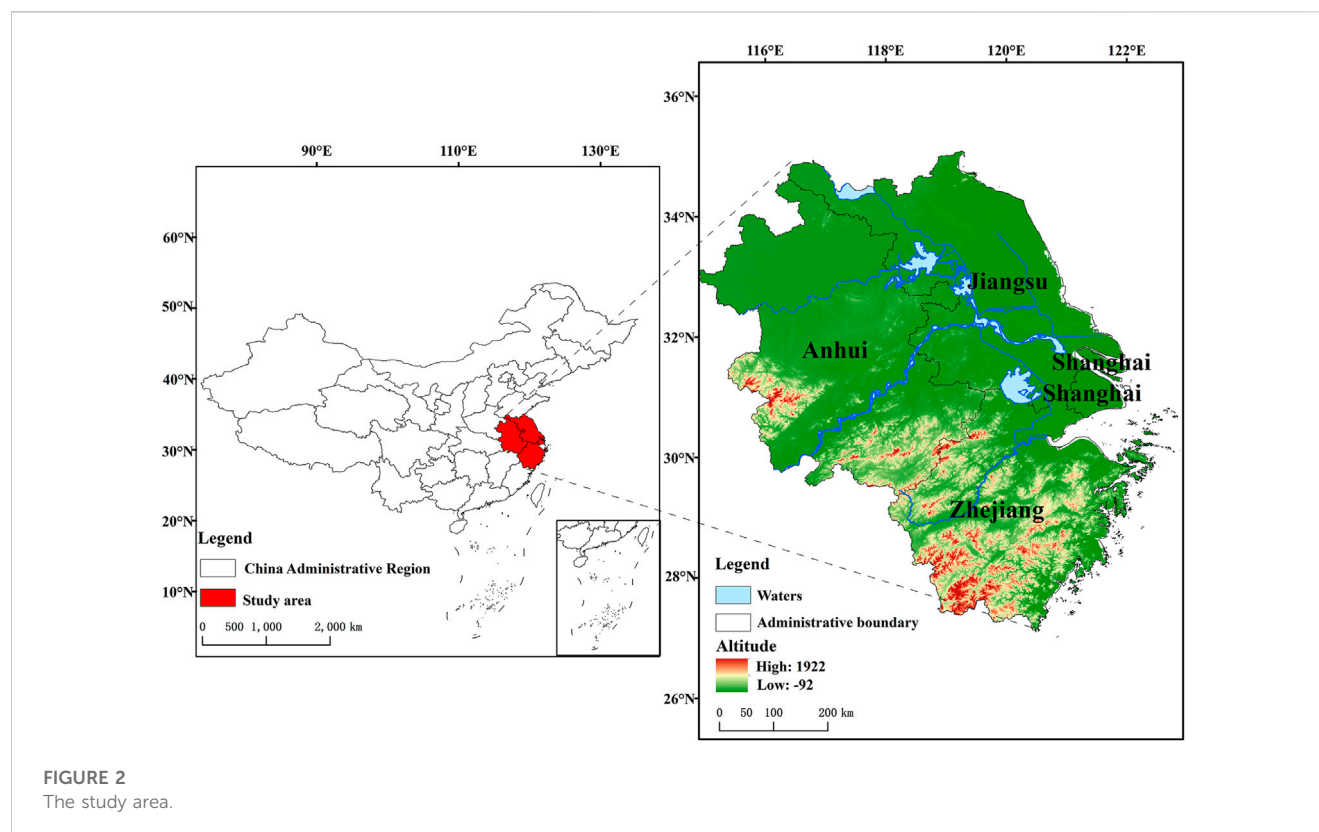 90°E 110°E 130°E
60°N
50°N
40°N
30°N
20°N
10°N
Legend
China Administrative Region
Study area
0 500 1,000 2,000 km
116°E 118°E 120°E 122°E
36°N
34°N
32°N
30°N
28°N
26°N
Jiangsu
Anhui
Shanghai
Shanghai
Zhejiang
Legend
Waters
Administrative boundary
Altitude
High: 1922
Low: -92
0 50 100 200 km
FIGURE 2
The study area.